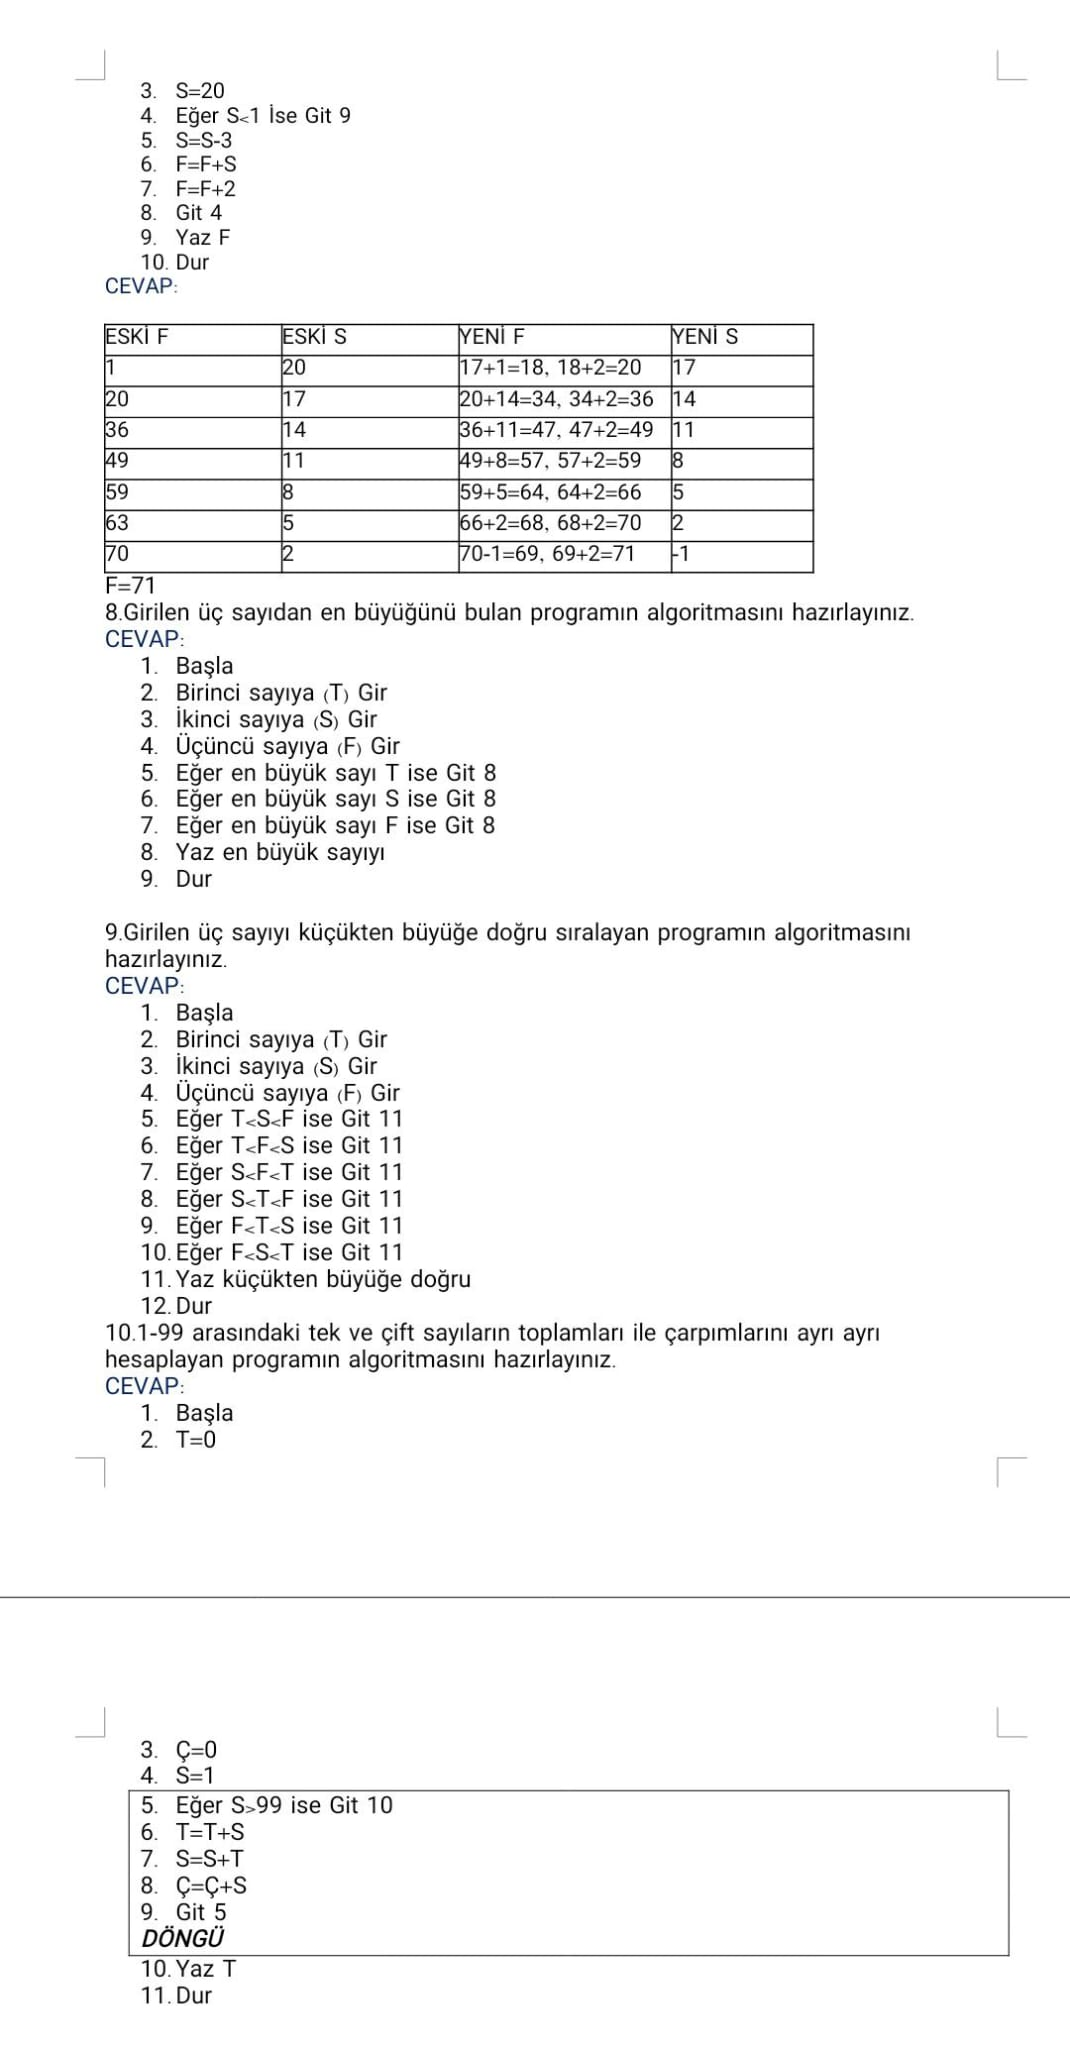 3. S=20
4. Eğer S<1 İse Git 9
5. S=S-3
6. F=F+S
7. F=F+2
8. Git 4
9. Yaz F
10. Dur
CEVAP:
ESKİ F ESKİ S YENİ F YENİ S
1 20 17+1=18, 18+2=20 17
20 17 20+14=34, 34+2=36 14
36 14 36+11=47, 47+2=49 11
49 11 49+8=57, 57+2=59 8
59 8 59+5=64, 64+2=66 5
63 5 66+2=68, 68+2=70 2
70 2 70-1=69, 69+2=71 -1
F=71
8.Girilen üç sayıdan en büyüğünü bulan programın algoritmasını hazırlayınız.
CEVAP:
1. Başla
2. Birinci sayıya (T) Gir
3. İkinci sayıya (S) Gir
4. Üçüncü sayıya (F) Gir
5. Eğer en büyük sayı T ise Git 8
6. Eğer en büyük sayı S ise Git 8
7. Eğer en büyük sayı F ise Git 8
8. Yaz en büyük sayıyı
9. Dur
9.Girilen üç sayıyı küçükten büyüğe doğru sıralayan programın algoritmasını
hazırlayınız.
CEVAP:
1. Başla
2. Birinci sayıya (T) Gir
3. İkinci sayıya (S) Gir
4. Üçüncü sayıya (F) Gir
5. Eğer T<S<F ise Git 11
6. Eğer T<F<S ise Git 11
7. Eğer S<F<T ise Git 11
8. Eğer S<T<F ise Git 11
9. Eğer F<T<S ise Git 11
10. Eğer F<S<T ise Git 11
11. Yaz küçükten büyüğe doğru
12. Dur
10.1-99 arasındaki tek ve çift sayıların toplamları ile çarpımlarını ayrı ayrı
hesaplayan programın algoritmasını hazırlayınız.
CEVAP:
1. Başla
2. T=0
3. Ç=0
4. S=1
5. Eğer S>99 ise Git 10
6. T=T+S
7. S=S+T
8. Ç=Ç+S
9. Git 5
DÖNGÜ
10. Yaz T
11. Dur